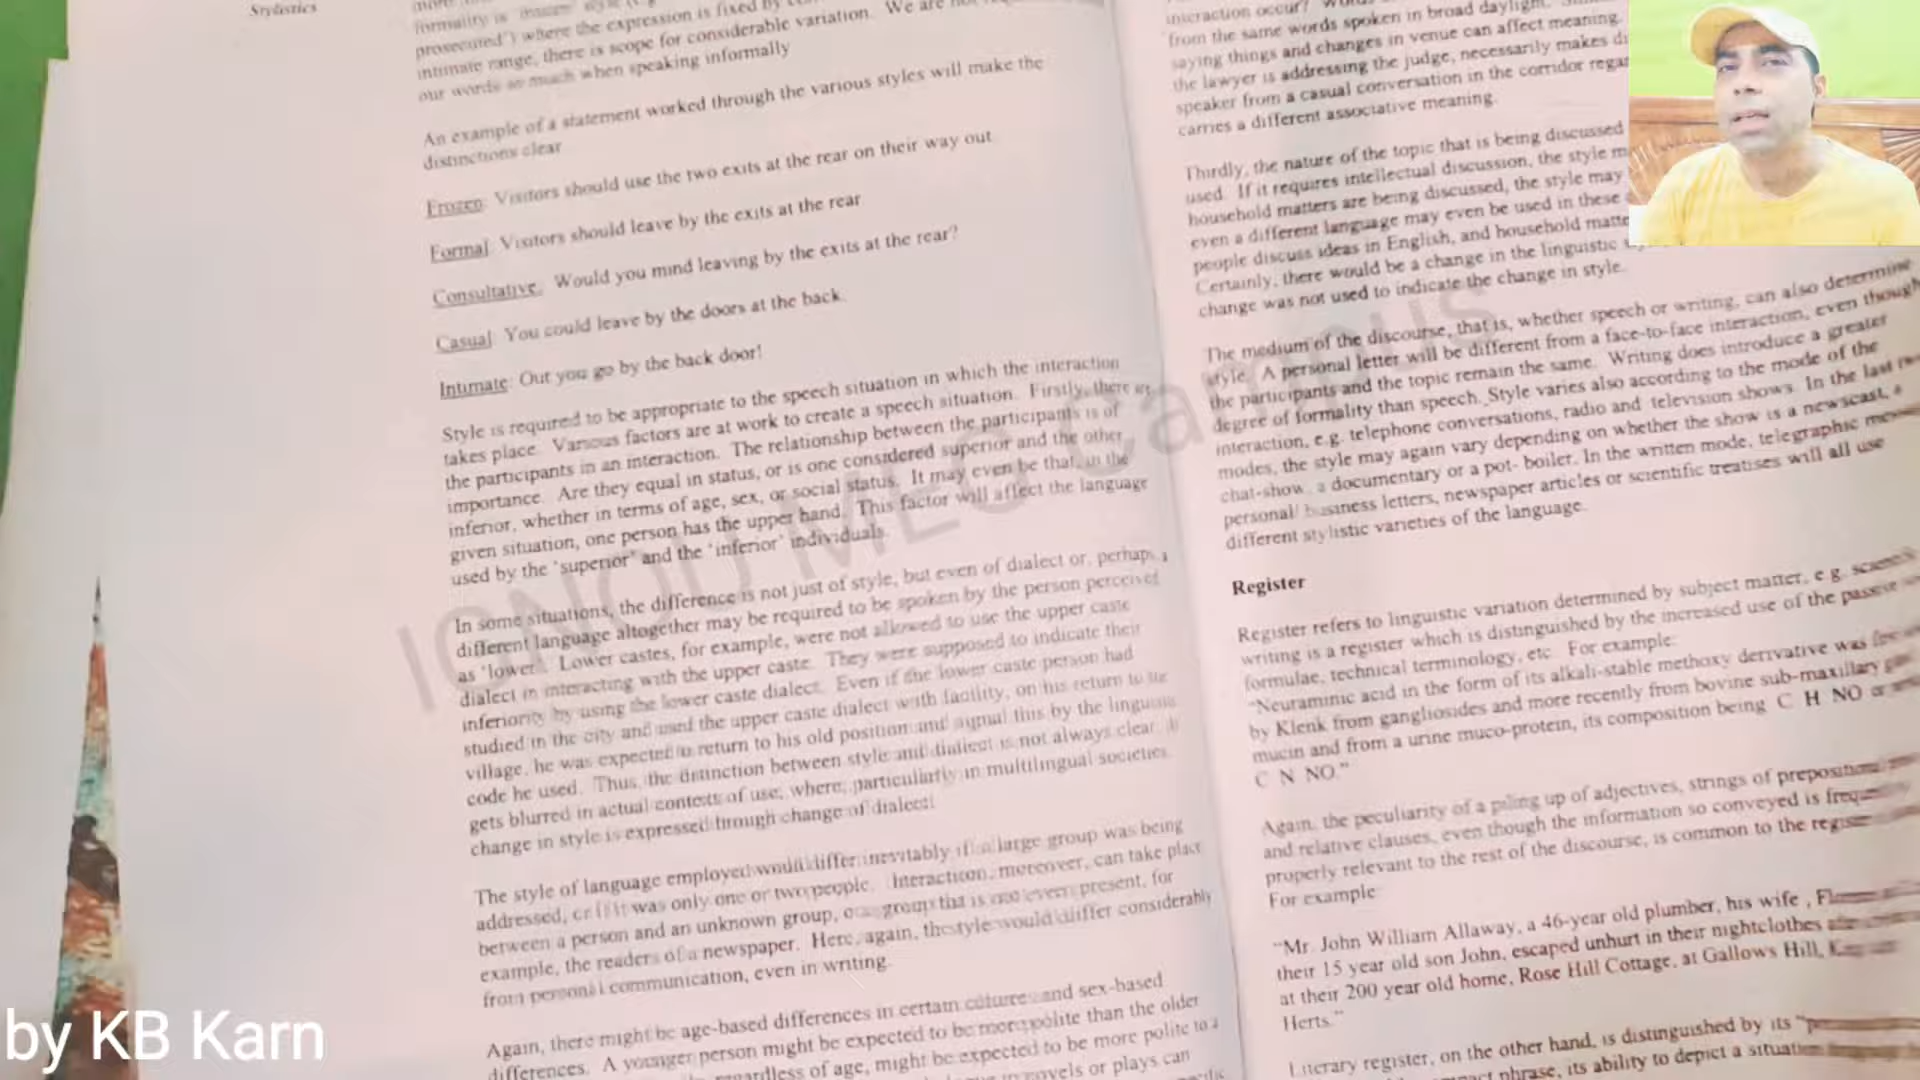 Stylistics
formality is
prosecuted') where the expression is fixed by
intimate range, there is scope for considerable variation. We are not
our words so much when speaking informally
An example of a statement worked through the various styles will make the
distinctions clear
Frozen: Visitors should use the two exits at the rear on their way out
Formal: Visitors should leave by the exits at the rear
Consultative: Would you mind leaving by the exits at the rear?
Casual: You could leave by the doors at the back.
Intimate: Out you go by the back door!
Style is required to be appropriate to the speech situation in which the interaction
takes place. Various factors are at work to create a speech situation. Firstly, there are
the participants in an interaction. The relationship between the participants is of
importance. Are they equal in status, or is one considered superior and the other
inferior, whether in terms of age, sex, or social status. It may even be that, in the
given situation, one person has the upper hand. This factor will affect the language
used by the 'superior' and the 'inferior' individuals.
In some situations, the difference is not just of style, but even of dialect or, perhaps, a
different language altogether may be required to be spoken by the person perceived
as 'lower'. Lower castes, for example, were not allowed to use the upper caste
dialect in interacting with the upper caste. They were supposed to indicate their
inferiority by using the lower caste dialect. Even if the lower caste person had
studied in the city and used the upper caste dialect with facility, on his return to the
village, he was expected to return to his old position and signal this by the linguistic
code he used. Thus, the distinction between style and dialect is not always clear. It
gets blurred in actual contexts of use, where, particularly in multilingual societies,
change in style is expressed through change of dialect.
The style of language employed would differ inevitably if a large group was being
addressed, or if it was only one or two people. Interaction, moreover, can take place
between a person and an unknown group, or a group that is not even present, for
example, the readers of a newspaper. Here, again, the style would differ considerably
from personal communication, even in writing.
Again, there might be age-based differences in certain cultures and sex-based
differences. A younger person might be expected to be more polite than the older
regardless of age, might be expected to be more polite to a
in novels or plays can
interaction occur?
from the same words spoken in broad daylight.
saying things and changes in venue can affect meaning.
the lawyer is addressing the judge, necessarily makes
speaker from a casual conversation in the corridor
carries a different associative meaning.
Thirdly, the nature of the topic that is being discussed
used. If it requires intellectual discussion, the style
household matters are being discussed, the style may
even a different language may even be used in these
people discuss ideas in English, and household
Certainly, there would be a change in the linguistic
change was not used to indicate the change in style.
The medium of the discourse, that is, whether speech or writing, can also determine
style. A personal letter will be different from a face-to-face interaction, even though
the participants and the topic remain the same. Writing does introduce a greater
degree of formality than speech. Style varies also according to the mode of the
interaction, e.g. telephone conversations, radio and television shows. In the last two
modes, the style may again vary depending on whether the show is a newscast, a
chat-show, a documentary or a pot- boiler. In the written mode, telegraphic
personal/ business letters, newspaper articles or scientific treatises will all use
different stylistic varieties of the language.
Register
Register refers to linguistic variation determined by subject matter, e.g. scientific
writing is a register which is distinguished by the increased use of the passive
formulae, technical terminology, etc. For example:
"Neuraminic acid in the form of its alkali-stable methoxy derivative was
by Klenk from gangliosides and more recently from bovine sub-maxillary
mucin and from a urine muco-protein, its composition being C H NO or
C N NO."
Again, the peculiarity of a piling up of adjectives, strings of
and relative clauses, even though the information so conveyed is
properly relevant to the rest of the discourse, is common to the register
For example
"Mr. John William Allaway, a 46-year old plumber, his wife,
their 15 year old son John, escaped unhurt in their nightclothes
at their 200 year old home, Rose Hill Cottage, at Gallows Hill,
Herts."
Literary register, on the other hand, is distinguished by its
phrase, its ability to depict a situation
IGNOU MEG Campus
by KB Karn